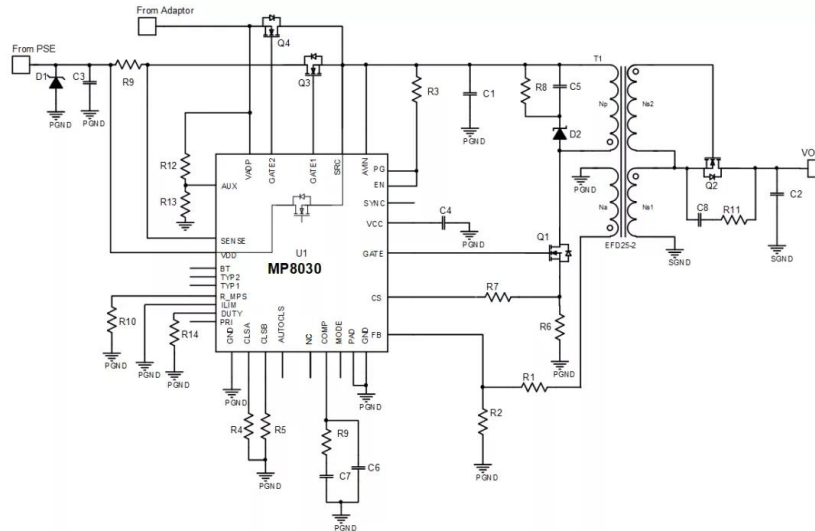 From Adaptor
From PSE
Q4
T1
D1
C3
R9
Q3
R3
C1
R8
C5
Np
Ns2
D2
VO
R12
VADP
GATE2
GATE1
SRC
AVIN
PG
EN
AUX
R13
SYNC
VCC
C4
PGND
Q2
C2
C8
R11
Na
Ns1
SENSE
VDD
U1
MP8030
GATE
Q1
EFD25-2
SGND
SGND
BT
TYP2
TYP1
R_MPS
ILIM
DUTY
PRI
CS
R7
R6
FB
R10
R14
GND
CLSA
CLSB
AUTOCLS
NC
COMP
MODE
PAD
GND
PGND
PGND
PGND
PGND
PGND
PGND
R1
R2
R4
R5
R9
C7
C6
PGND
PGND
PGND
PGND
PGND
PGND
PGND